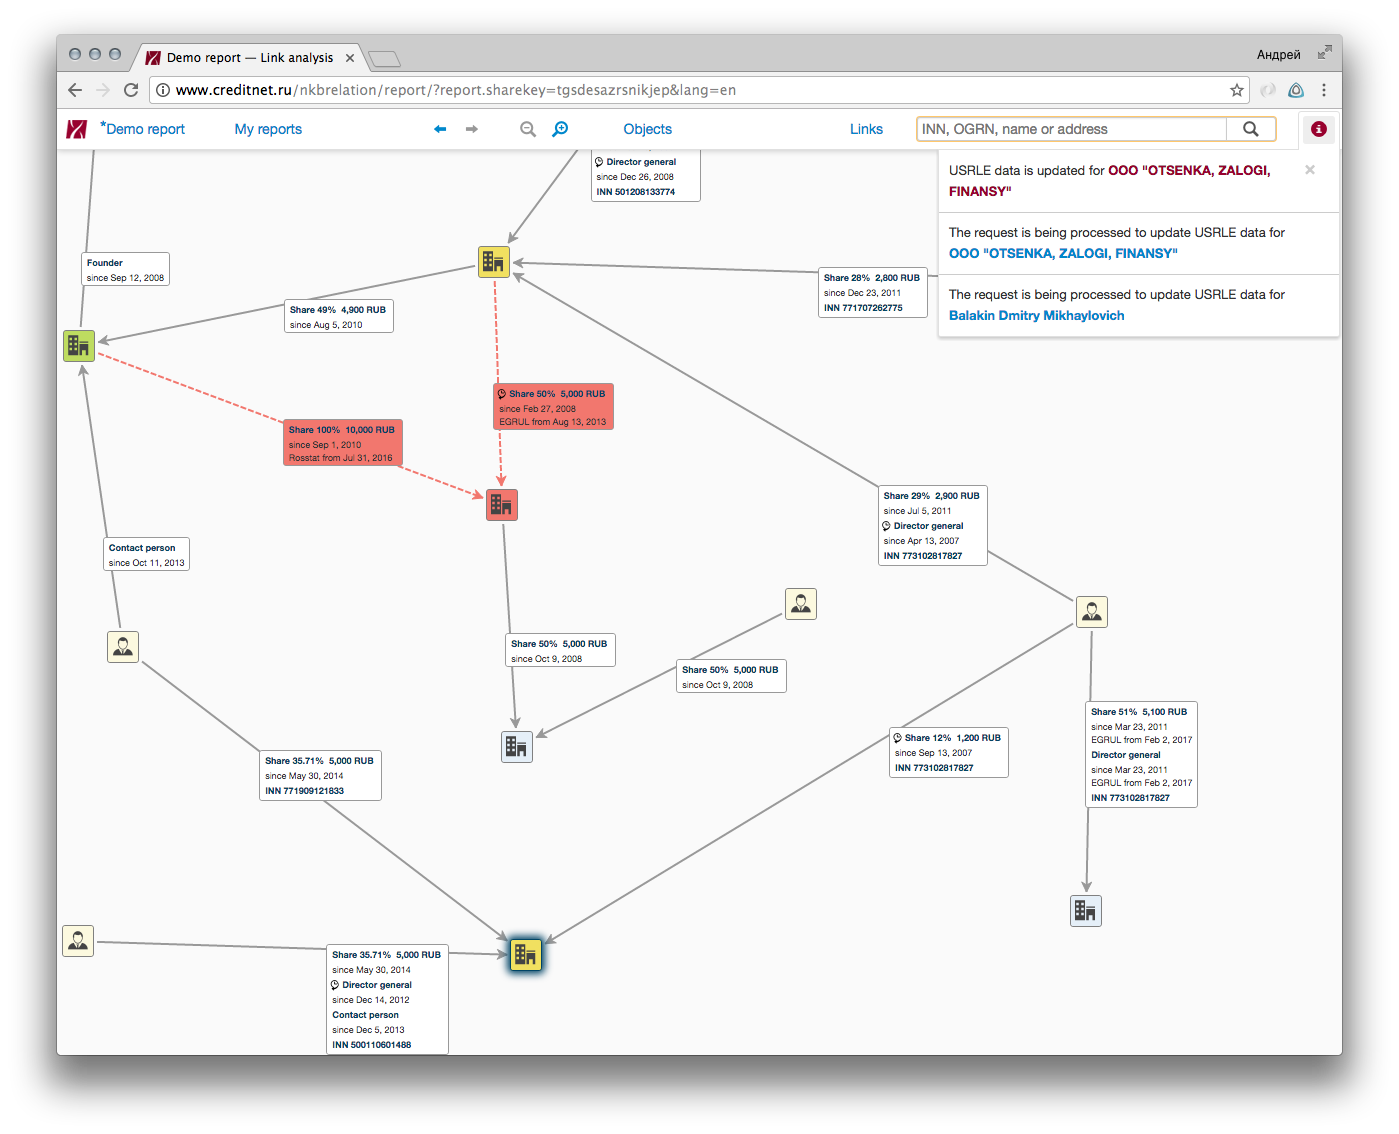 Demo report — Link analysis
Андрей
www.creditnet.ru/nkbrelation/report/?report.sharekey=tgsdesazrsnikjep&lang=en
*Demo report
My reports
Objects
Links
INN, OGRN, name or address
USRLE data is updated for OOO "OTSENKA, ZALOGI,
FINANSY"
The request is being processed to update USRLE data for
OOO "OTSENKA, ZALOGI, FINANSY"
The request is being processed to update USRLE data for
Balakin Dmitry Mikhaylovich
Director general
since Dec 26, 2008
INN 501208133774
Founder
since Sep 12, 2008
Share 28% 2,800 RUB
since Dec 23, 2011
INN 771707262775
Share 49% 4,900 RUB
since Aug 5, 2010
Share 50% 5,000 RUB
since Feb 27, 2008
EGRUL from Aug 13, 2013
Share 100% 10,000 RUB
since Sep 1, 2010
Rosstat from Jul 31, 2016
Share 29% 2,900 RUB
since Jul 5, 2011
Director general
since Apr 13, 2007
INN 773102817827
Contact person
since Oct 11, 2013
Share 50% 5,000 RUB
since Oct 9, 2008
Share 50% 5,000 RUB
since Oct 9, 2008
Share 51% 5,100 RUB
since Mar 23, 2011
EGRUL from Feb 2, 2017
Director general
since Mar 23, 2011
EGRUL from Feb 2, 2017
INN 773102817827
Share 12% 1,200 RUB
since Sep 13, 2007
INN 773102817827
Share 35.71% 5,000 RUB
since May 30, 2014
INN 771909121833
Share 35.71% 5,000 RUB
since May 30, 2014
Director general
since Dec 14, 2012
Contact person
since Dec 5, 2013
INN 500110601488